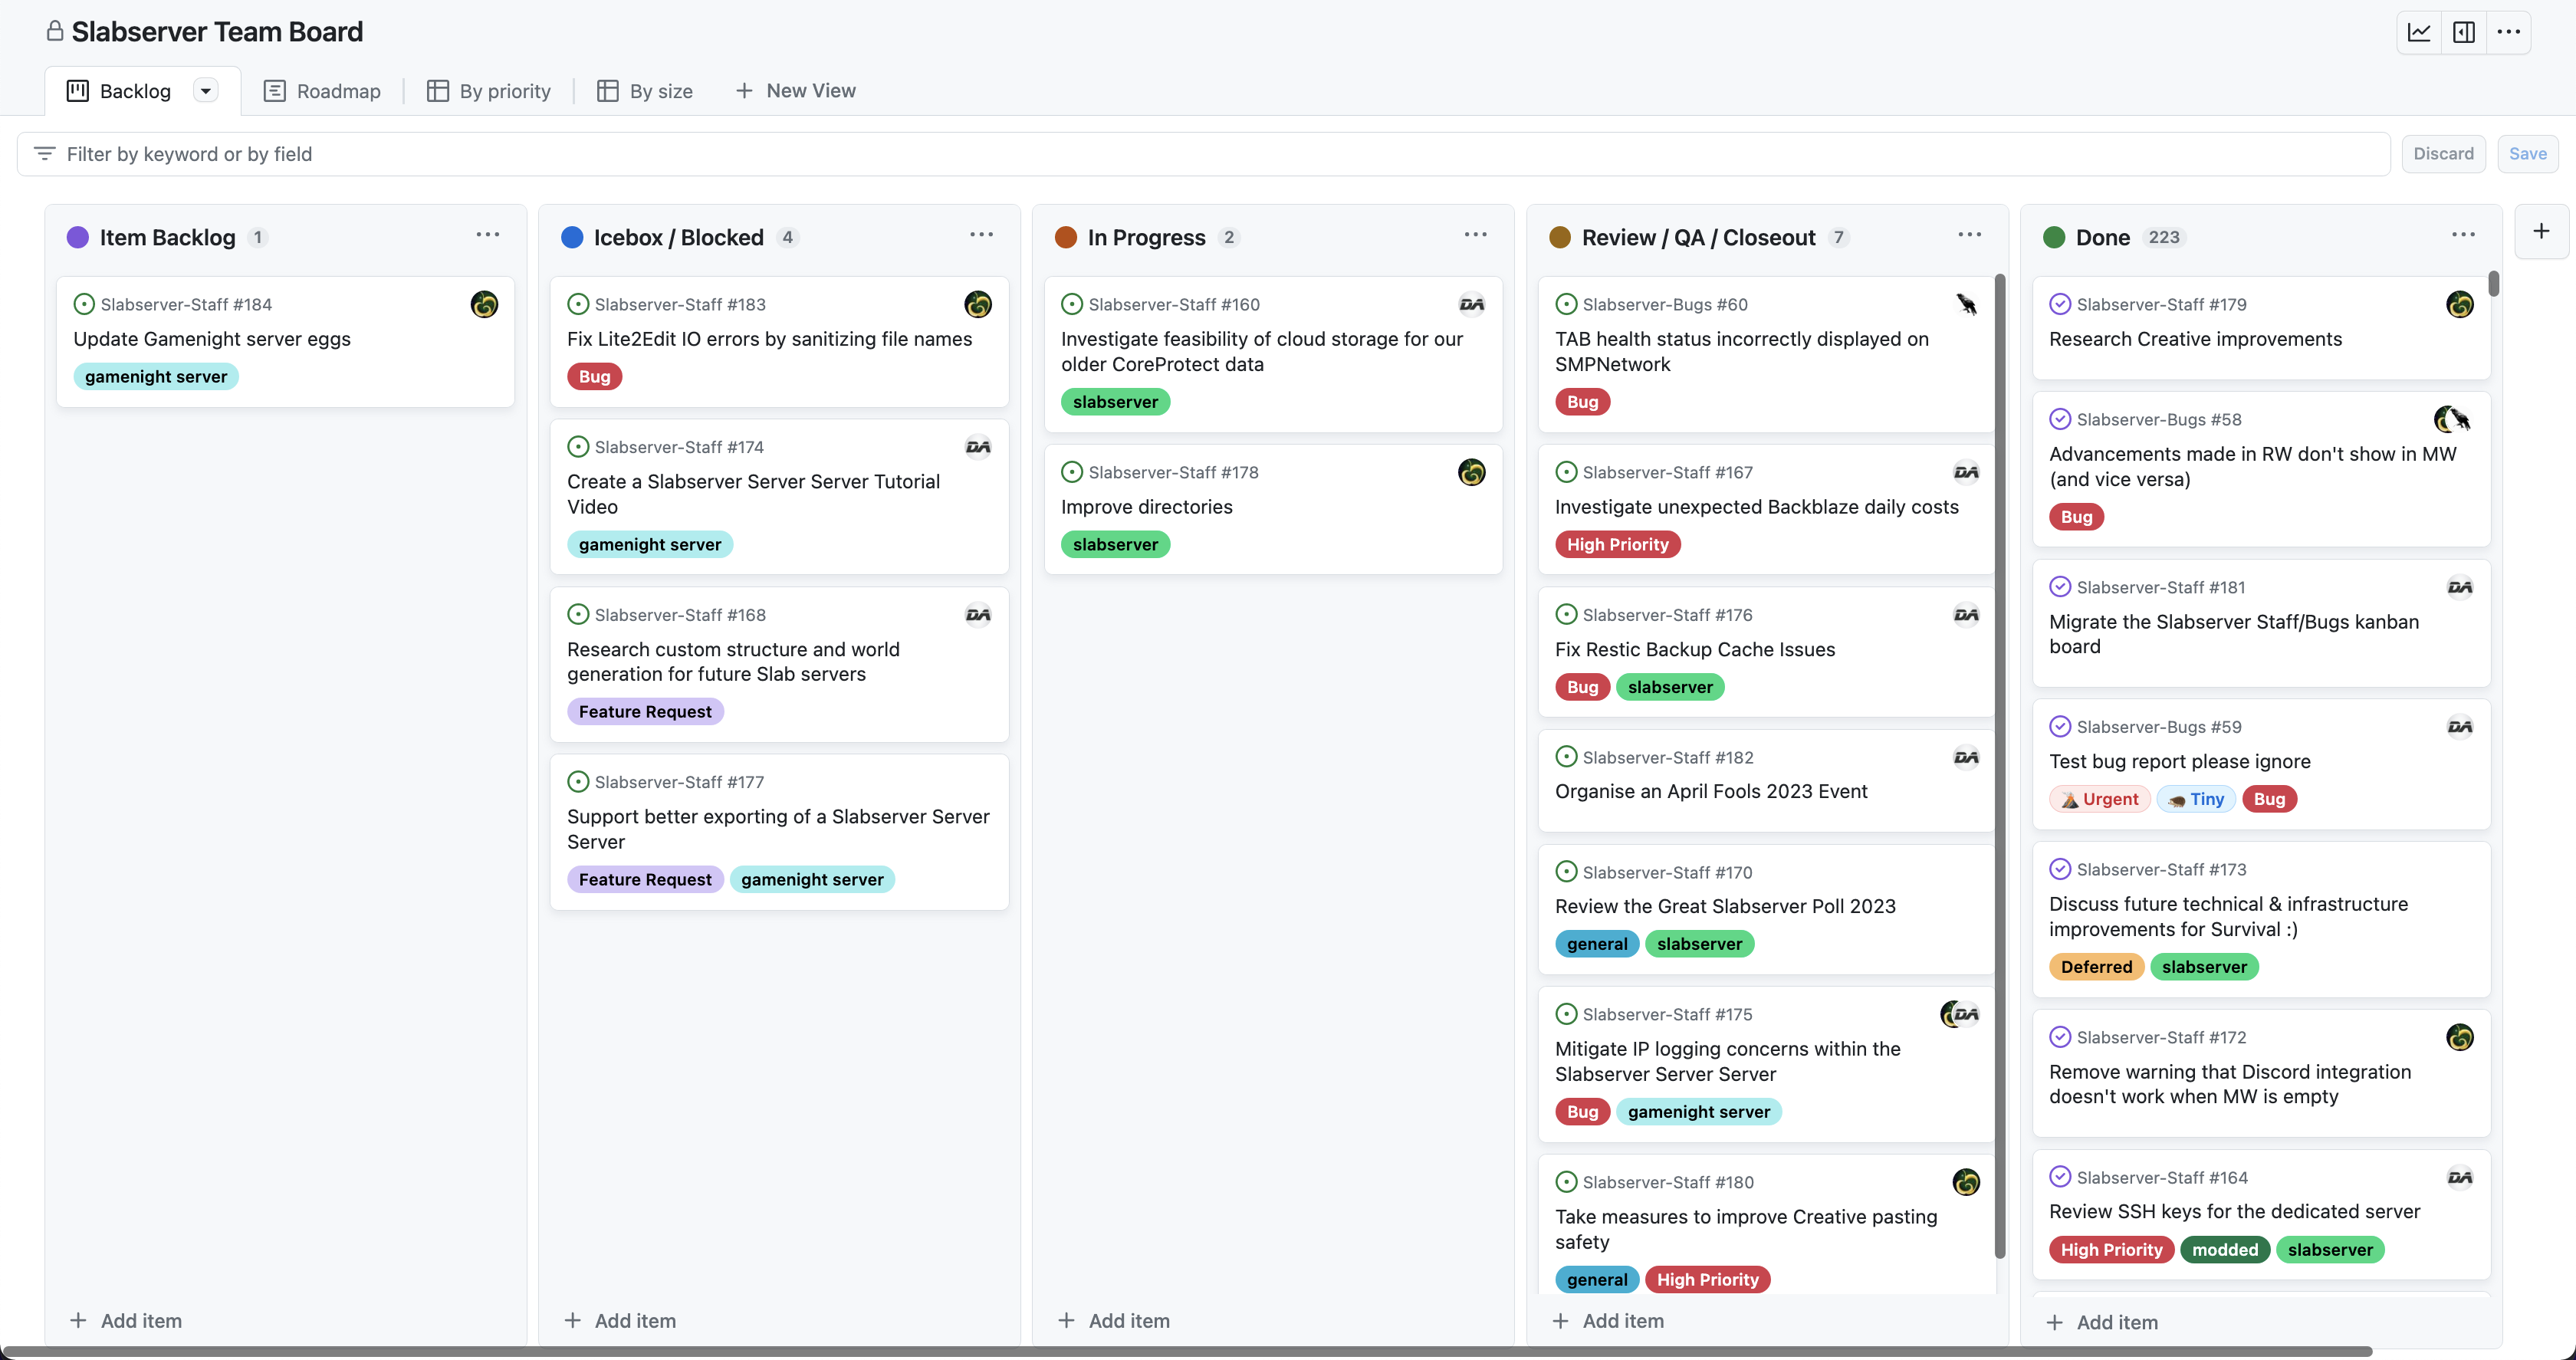 Slabserver Team Board
Backlog
Roadmap
By priority
By size
New View
Filter by keyword or by field
Discard
Save
Item Backlog 1
Slabserver-Staff #184
Update Gamenight server eggs
gamenight server
Add item
Icebox / Blocked 4
Slabserver-Staff #183
Fix Lite2Edit IO errors by sanitizing file names
Bug
Slabserver-Staff #174
DA
Create a Slabserver Server Server Tutorial
Video
gamenight server
Slabserver-Staff #168
DA
Research custom structure and world
generation for future Slab servers
Feature Request
Slabserver-Staff #177
Support better exporting of a Slabserver Server
Server
Feature Request gamenight server
Add item
In Progress 2
Slabserver-Staff #160
DA
Investigate feasibility of cloud storage for our
older CoreProtect data
slabserver
Slabserver-Staff #178
Improve directories
slabserver
Add item
Review / QA / Closeout 7
Slabserver-Bugs #60
TAB health status incorrectly displayed on
SMPNetwork
Bug
Slabserver-Staff #167
DA
Investigate unexpected Backblaze daily costs
High Priority
Slabserver-Staff #176
DA
Fix Restic Backup Cache Issues
Bug slabserver
Slabserver-Staff #182
DA
Organise an April Fools 2023 Event
Slabserver-Staff #170
Review the Great Slabserver Poll 2023
general slabserver
Slabserver-Staff #175
DA
Mitigate IP logging concerns within the
Slabserver Server Server
Bug gamenight server
Slabserver-Staff #180
Take measures to improve Creative pasting
safety
general High Priority
Add item
Done 223
Slabserver-Staff #179
Research Creative improvements
Slabserver-Bugs #58
Advancements made in RW don't show in MW
(and vice versa)
Bug
Slabserver-Staff #181
DA
Migrate the Slabserver Staff/Bugs kanban
board
Slabserver-Bugs #59
DA
Test bug report please ignore
Urgent Tiny Bug
Slabserver-Staff #173
Discuss future technical & infrastructure
improvements for Survival :)
Deferred slabserver
Slabserver-Staff #172
Remove warning that Discord integration
doesn't work when MW is empty
Slabserver-Staff #164
DA
Review SSH keys for the dedicated server
High Priority modded slabserver
Add item